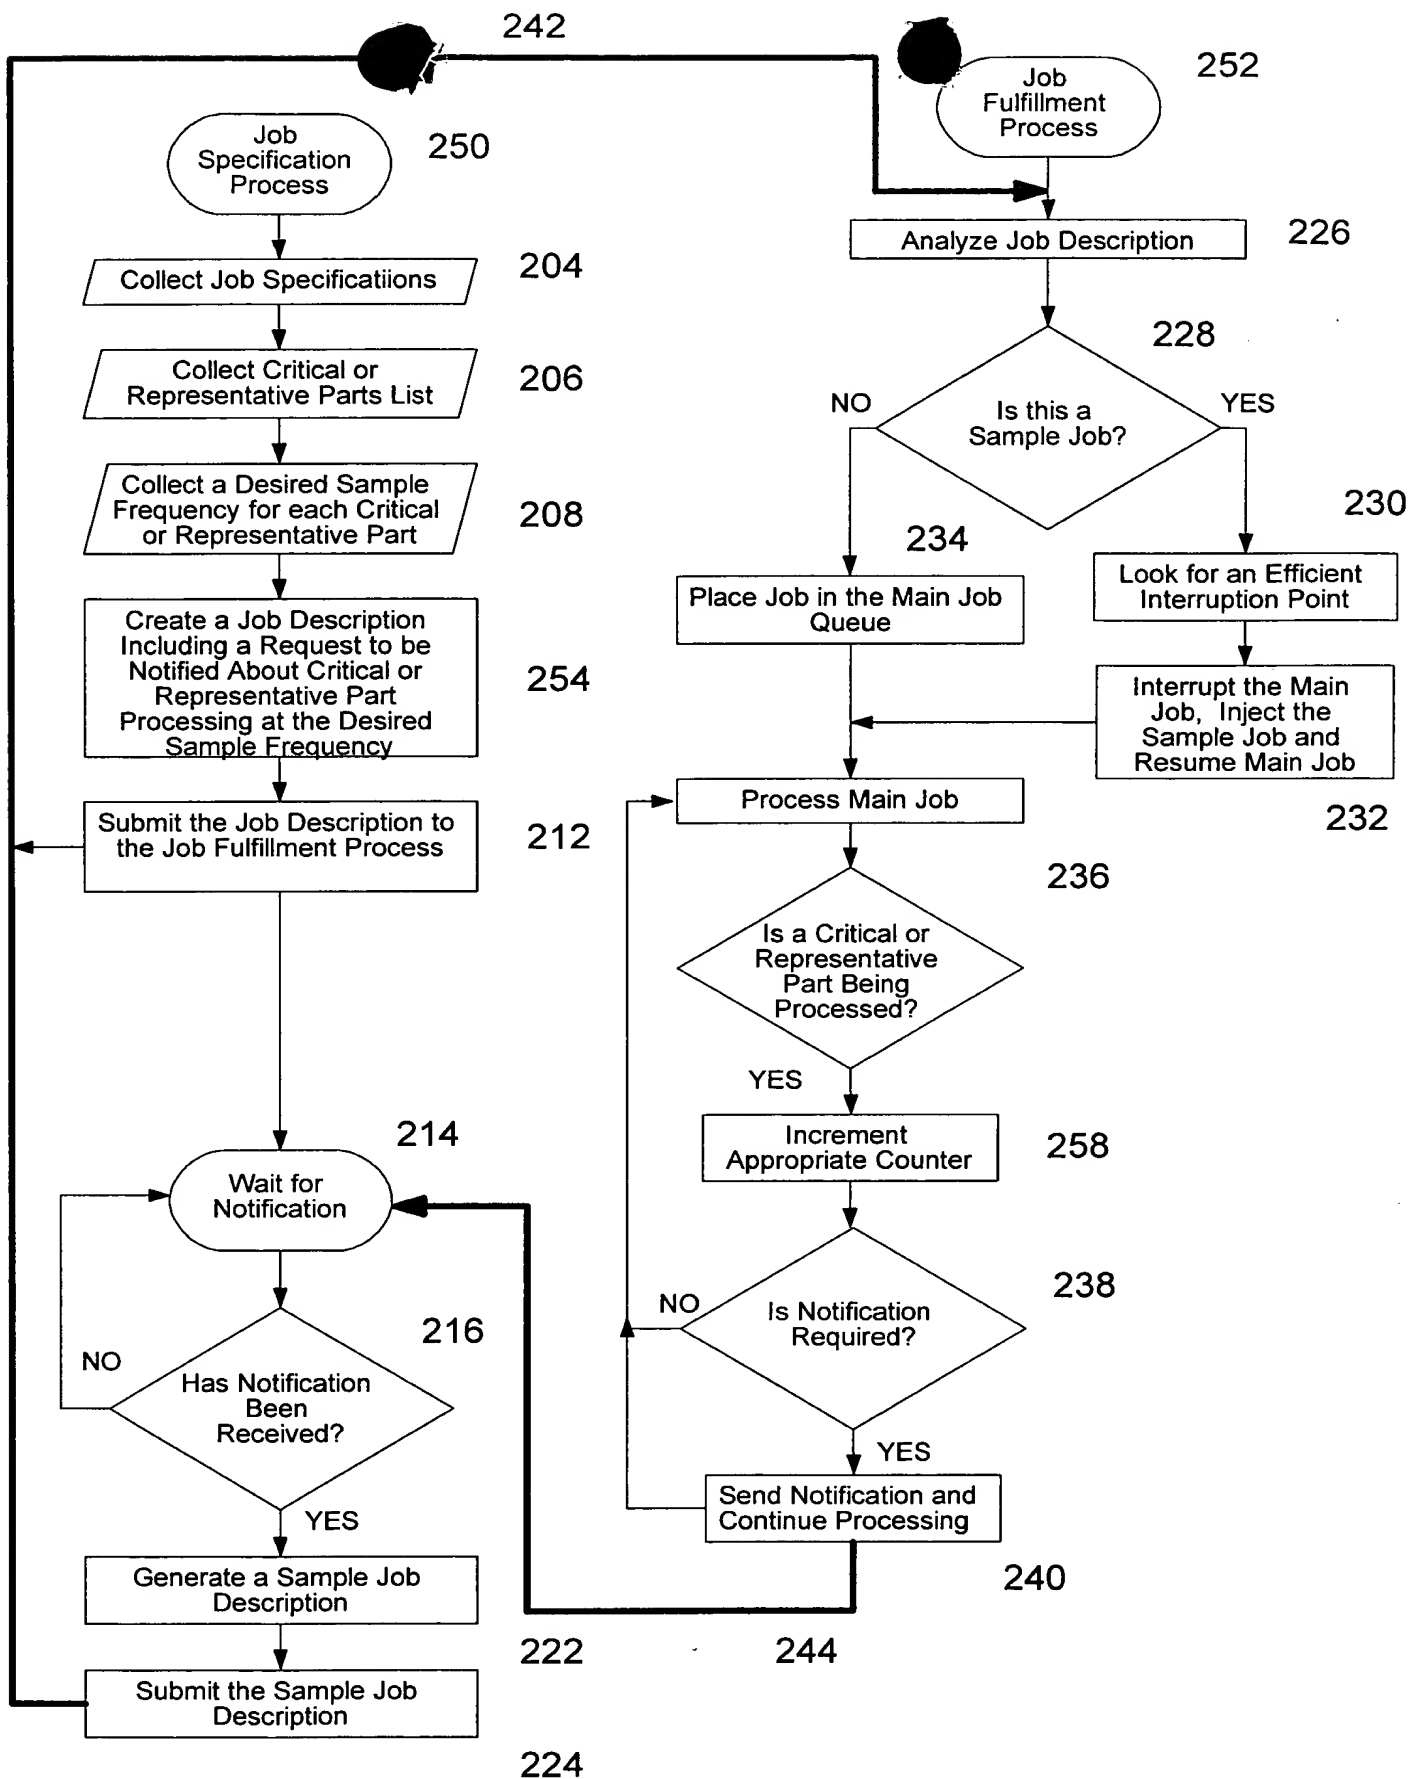 242
Job
Specification
Process
250
Collect Job Specificatiions
204
Collect Critical or
Representative Parts List
206
Collect a Desired Sample
Frequency for each Critical
or Representative Part
208
Create a Job Description
Including a Request to be
Notified About Critical or
Representative Part
Processing at the Desired
Sample Frequency
254
Submit the Job Description to
the Job Fulfillment Process
212
214
Wait for
Notification
216
NO
Has Notification
Been
Received?
YES
Generate a Sample Job
Description
222
Submit the Sample Job
Description
224
Job
Fulfillment
Process
252
Analyze Job Description
226
228
NO
Is this a
Sample Job?
YES
230
234
Place Job in the Main Job
Queue
Look for an Efficient
Interruption Point
Interrupt the Main
Job, Inject the
Sample Job and
Resume Main Job
232
Process Main Job
236
Is a Critical or
Representative
Part Being
Processed?
YES
Increment
Appropriate Counter
258
238
NO
Is Notification
Required?
YES
Send Notification and
Continue Processing
240
244